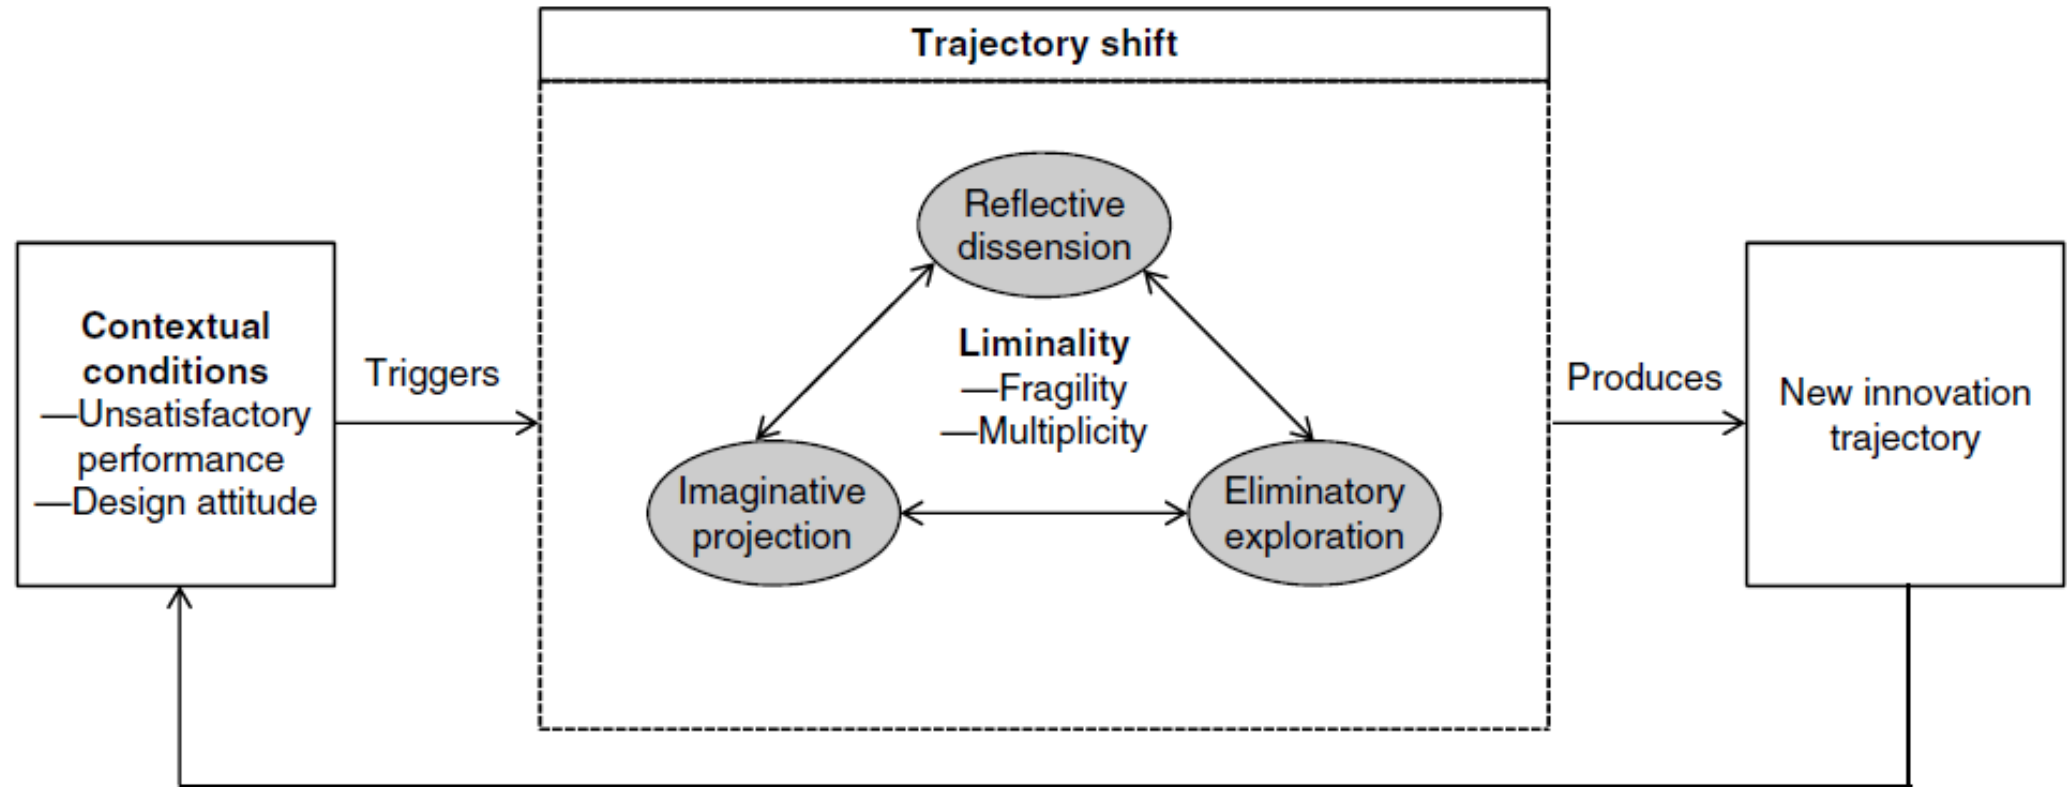 Trajectory shift
Contextual
conditions
—Unsatisfactory
performance
—Design attitude
Triggers
Reflective
dissension
Liminality
—Fragility
—Multiplicity
Imaginative
projection
Eliminatory
exploration
Produces
New innovation
trajectory